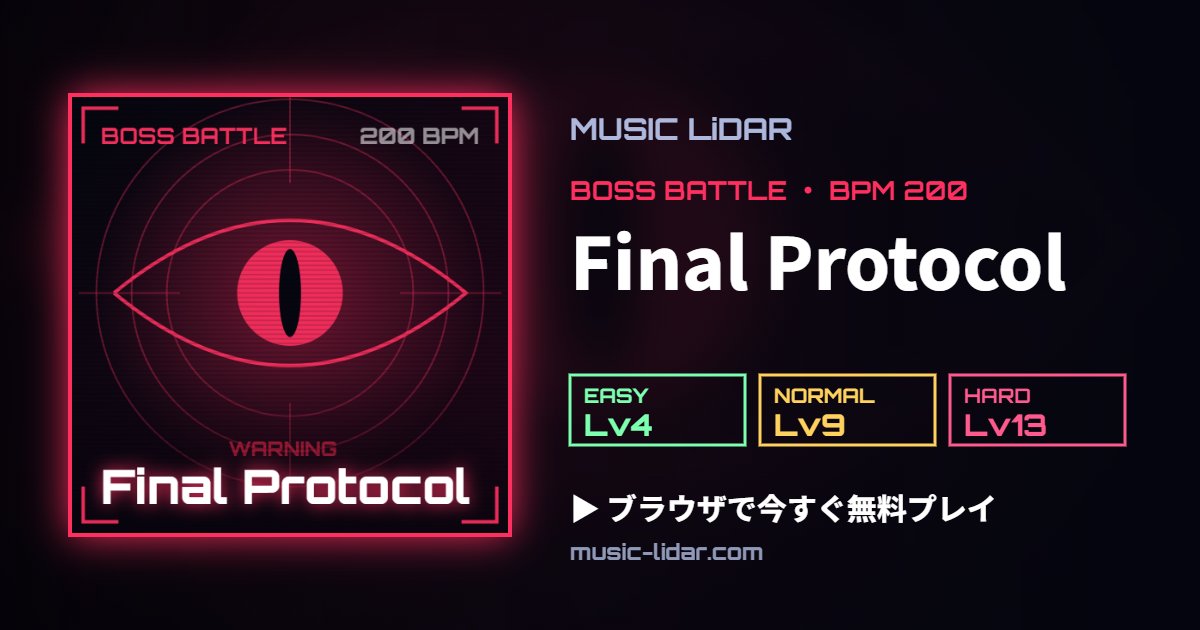 BOSS BATTLE
200 BPM
WARNING
Final Protocol
MUSIC LiDAR
BOSS BATTLE • BPM 200
Final Protocol
EASY
Lv4
NORMAL
Lv9
HARD
Lv13
▶ ブラウザで今すぐ無料プレイ
music-lidar.com